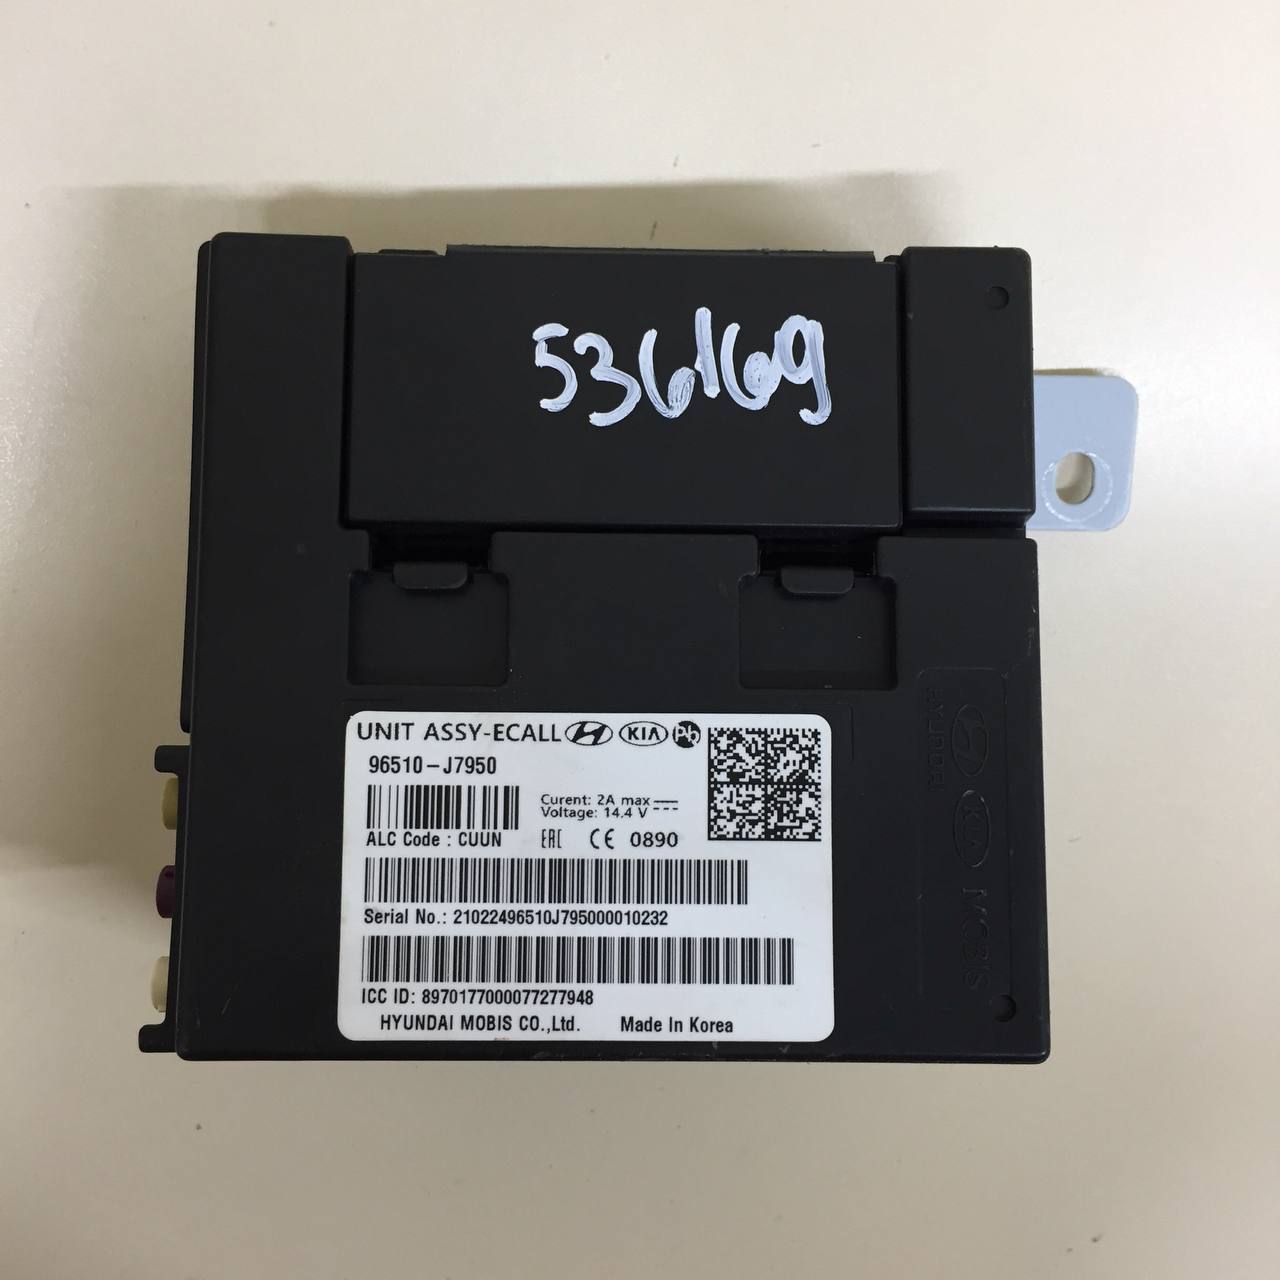 536169
UNIT ASSY-ECALL KIA Pb
96510-J7950
Curent: 2A max
Voltage: 14.4 V
ALC Code : CUUN EAC CE 0890
Serial No.: 21022496510J795000010232
ICC ID: 8970177000077277948
HYUNDAI MOBIS CO.,Ltd. Made In Korea
HYUNDAI KIA MOBIS